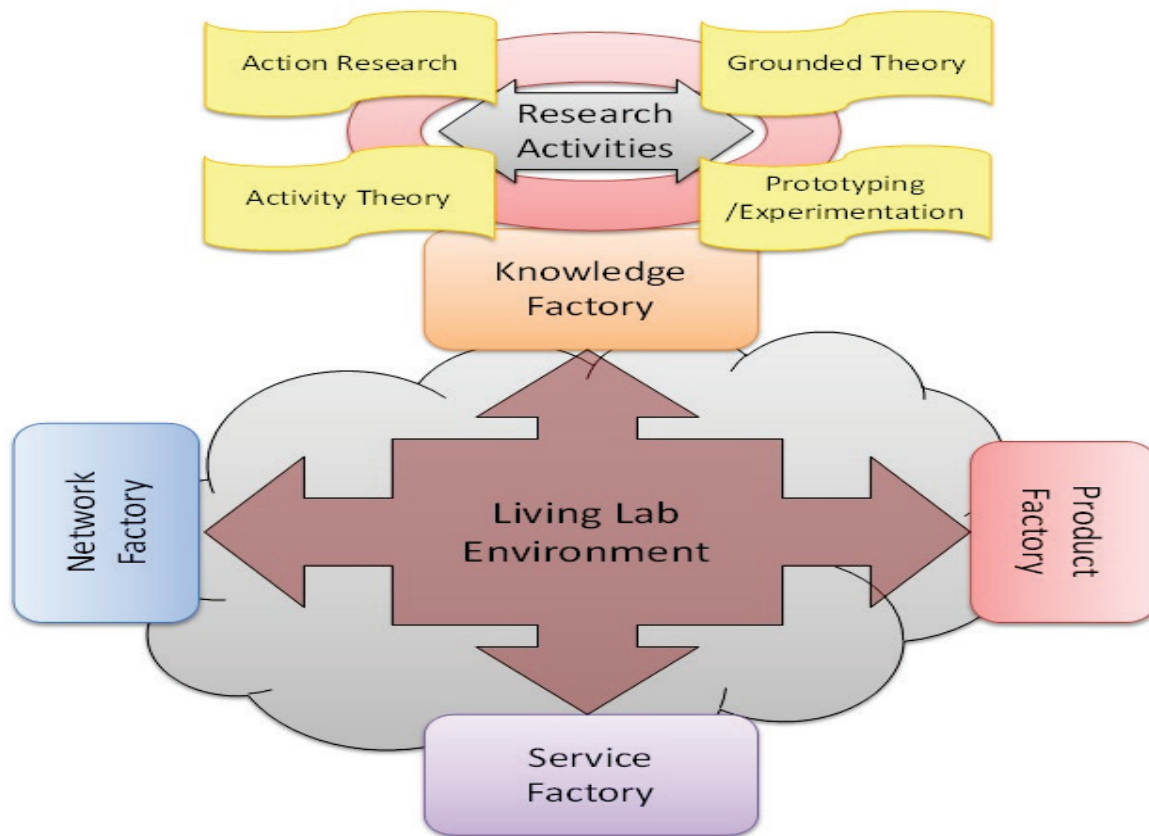 Action Research
Grounded Theory
Research
Activities
Activity Theory
Prototyping
/Experimentation
Knowledge
Factory
Network
Factory
Living Lab
Environment
Product
Factory
Service
Factory